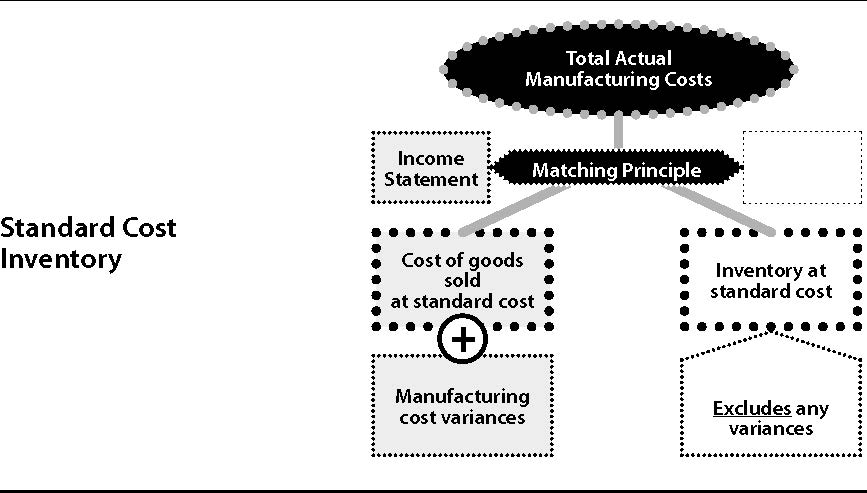 Total Actual
Manufacturing Costs
Income
Statement
Matching Principle
Standard Cost
Inventory
Cost of goods
sold
at standard cost
Inventory at
standard cost
+
Manufacturing
cost variances
Excludes any
variances